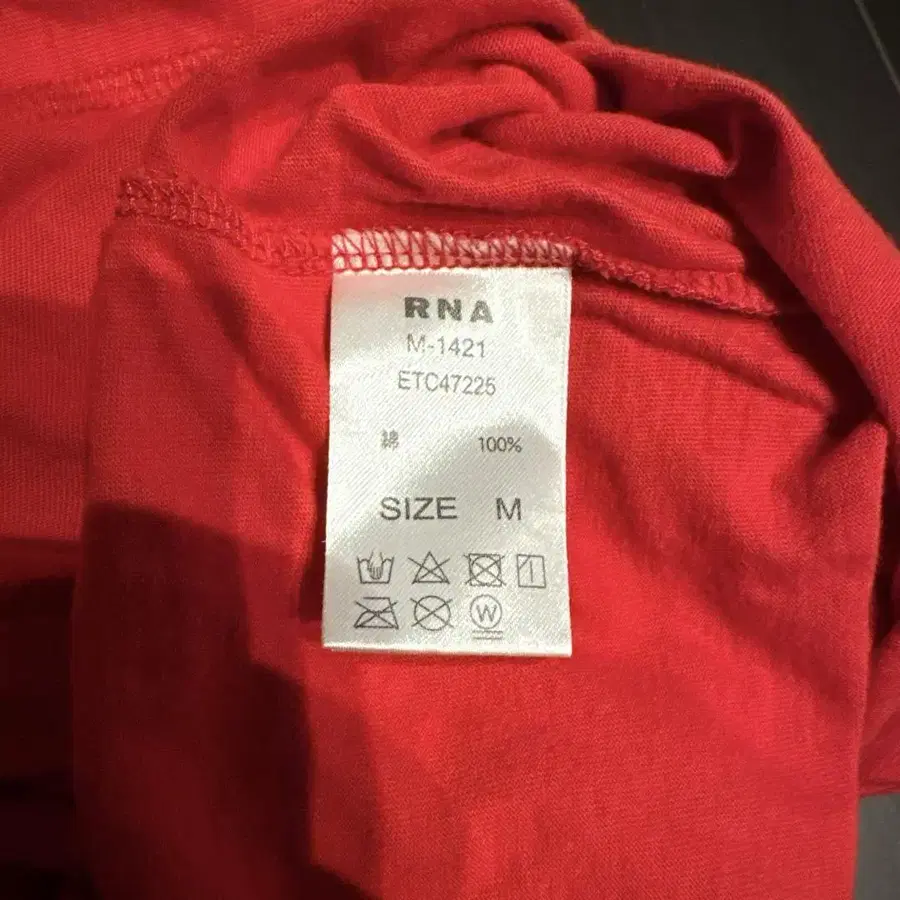 RNA
M-1421
ETC47225
綿 100%
SIZE M
W